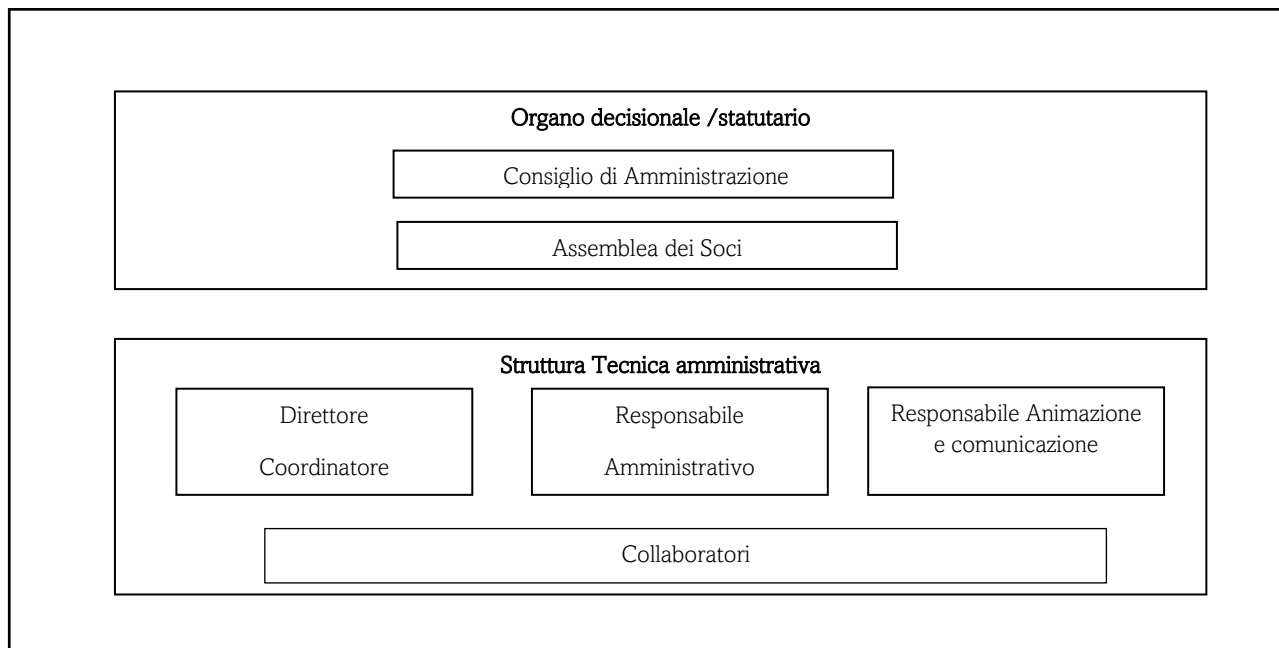 Organo decisionale /statutario
Consiglio di Amministrazione
Assemblea dei Soci
Struttura Tecnica amministrativa
Direttore
Coordinatore
Responsabile
Amministrativo
Responsabile Animazione
e comunicazione
Collaboratori